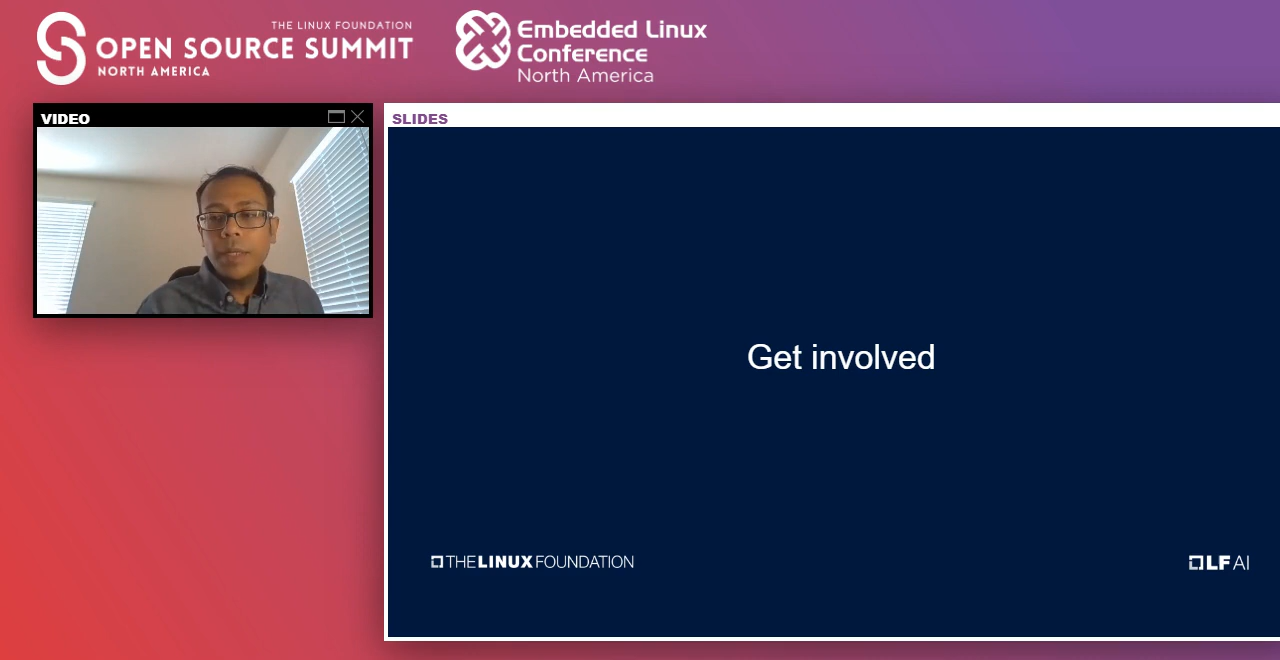 THE LINUX FOUNDATION
OPEN SOURCE SUMMIT
NORTH AMERICA
Embedded Linux
Conference
North America
VIDEO
SLIDES
Get involved
THE LINUX FOUNDATION
LF AI